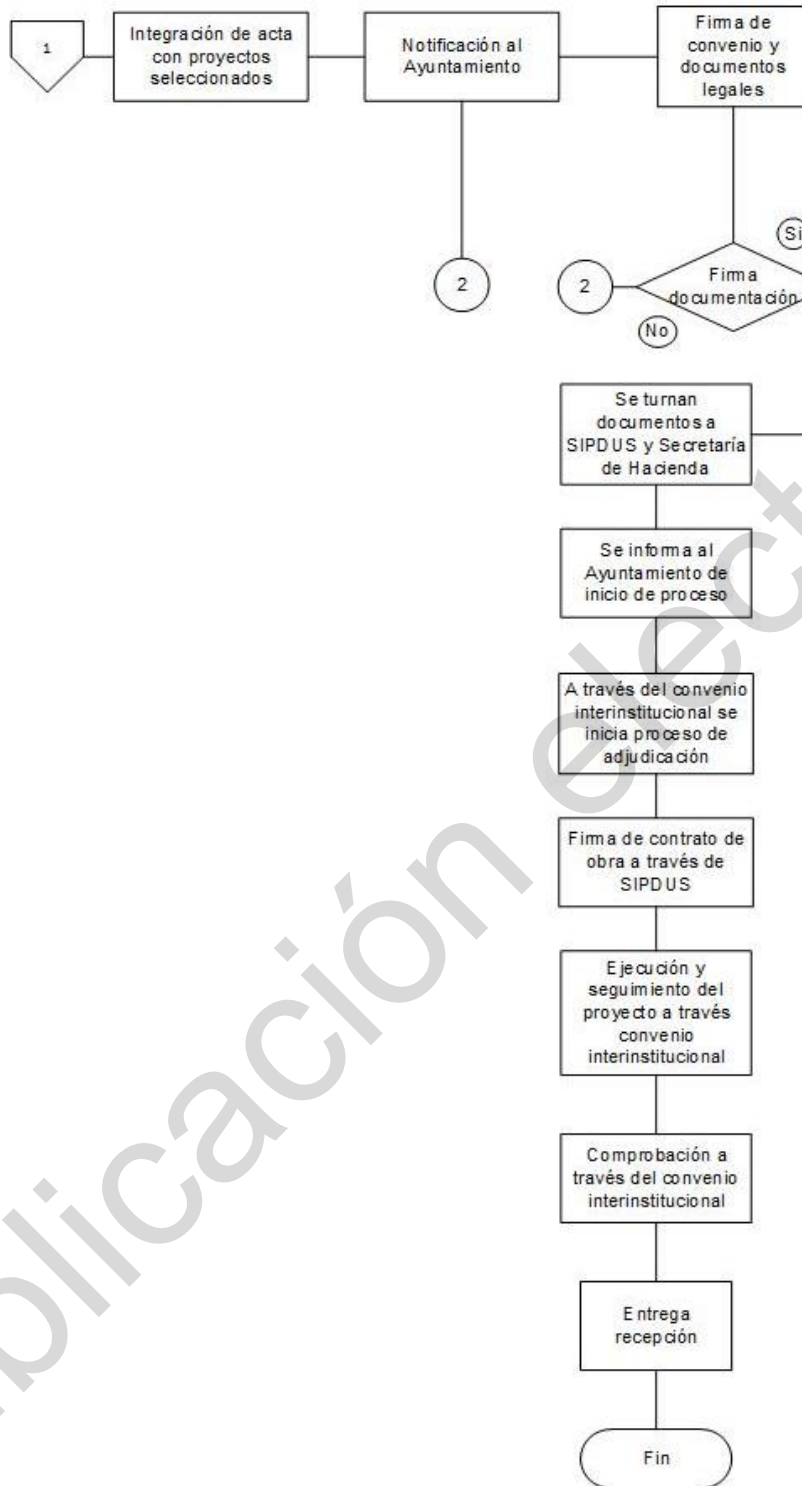 1
Integración de acta
con proyectos
seleccionados
Notificación al
Ayuntamiento
Firma de
convenio y
documentos
legales
Si
2
2
Firma
documentación
No
Se turnan
documentos a
SIPDUS y Secretaría
de Hacienda
Se informa al
Ayuntamiento de
inicio de proceso
A través del convenio
interinstitucional se
inicia proceso de
adjudicación
Firma de contrato de
obra a través de
SIPDUS
Ejecución y
seguimiento del
proyecto a través
convenio
interinstitucional
Comprobación a
través del convenio
interinstitucional
Entrega
recepción
Fin
blicación elect